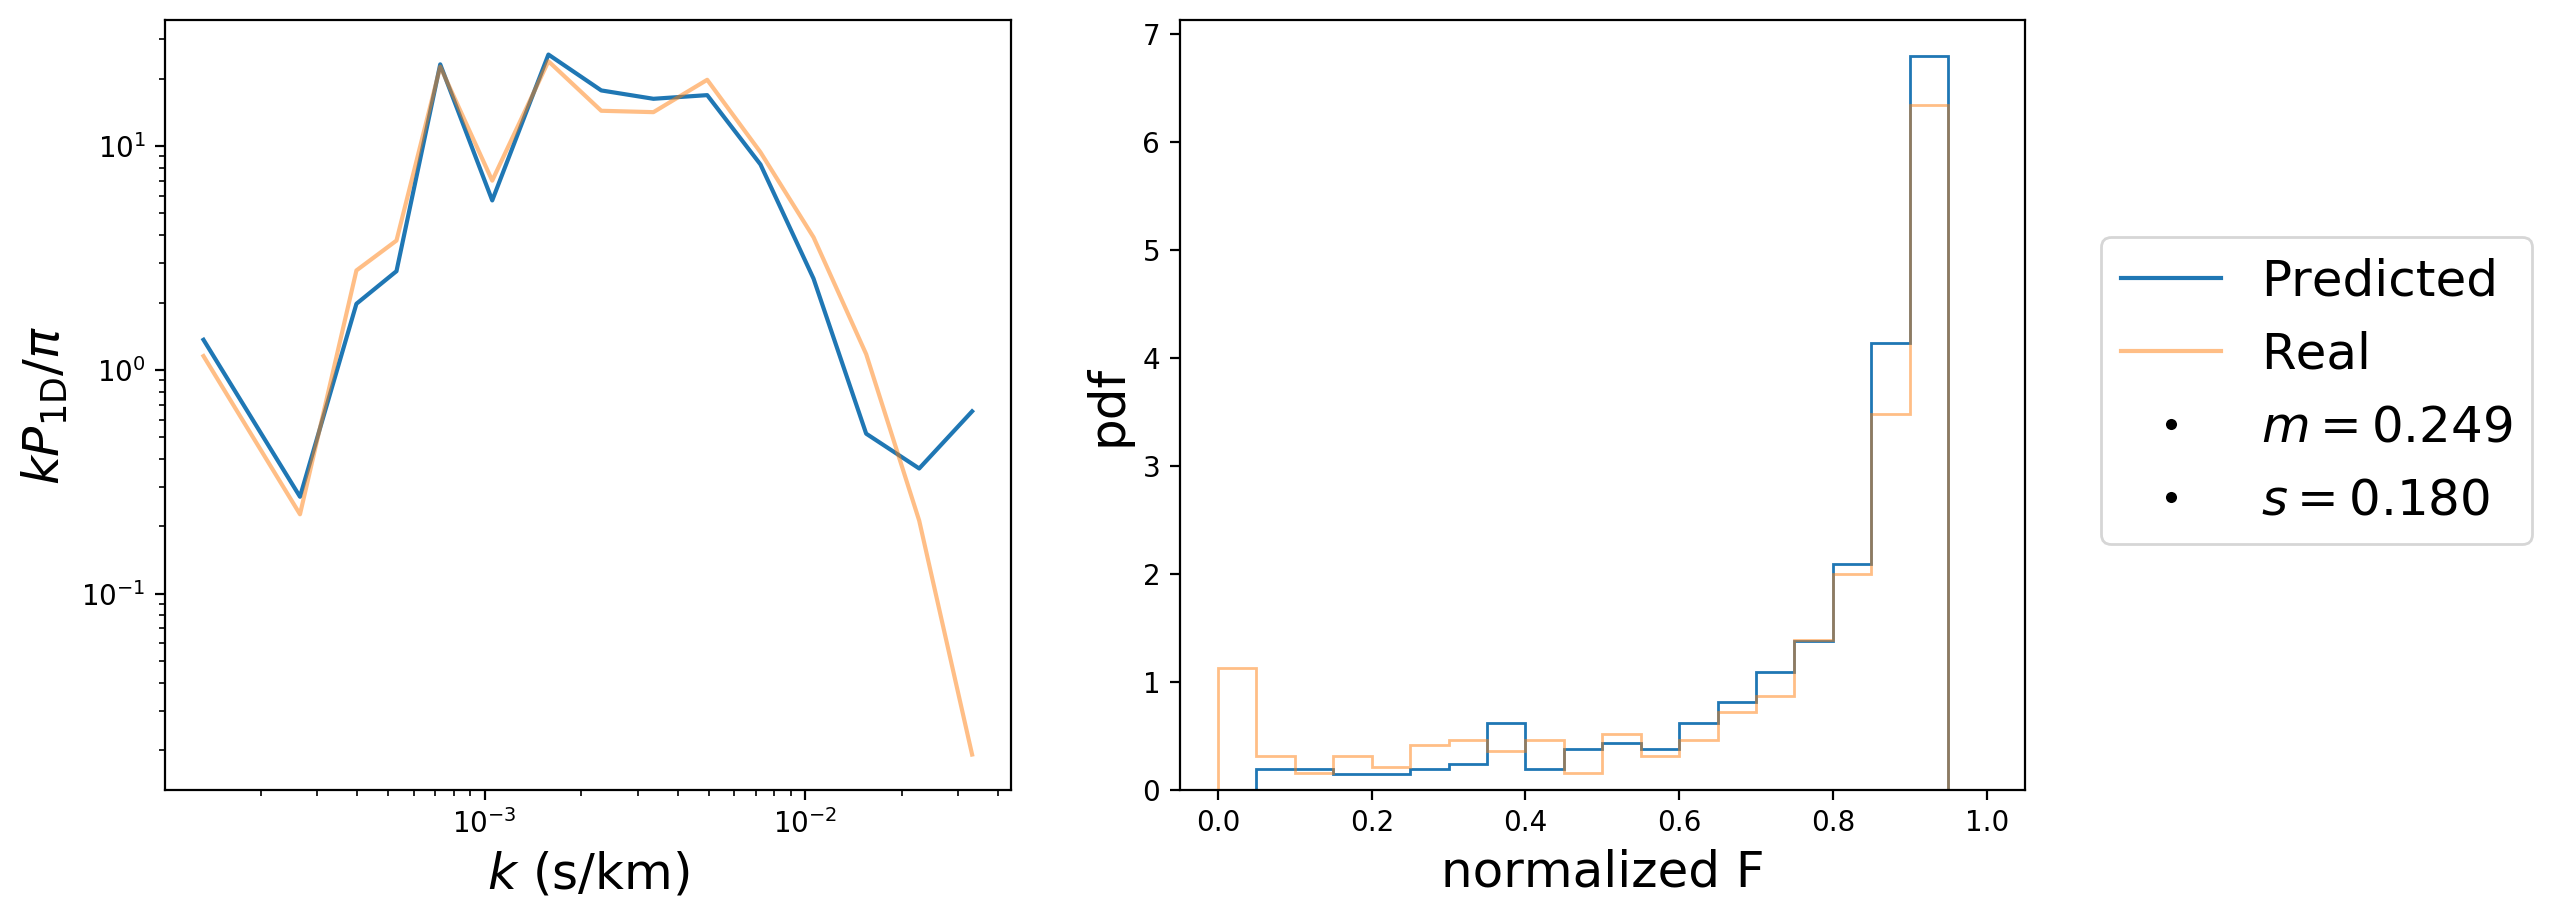 10¹
10⁰
10⁻¹
kP₁D/π
10⁻³ 10⁻²
k (s/km)
7
6
5
4
3
2
1
0
pdf
0.0 0.2 0.4 0.6 0.8 1.0
normalized F
Predicted
Real
m = 0.249
s = 0.180